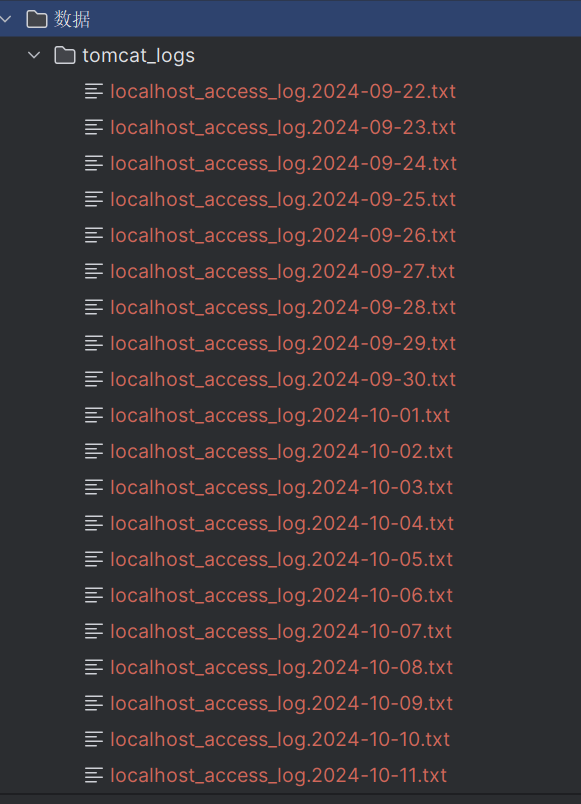 数据
tomcat_logs
localhost_access_log.2024-09-22.txt
localhost_access_log.2024-09-23.txt
localhost_access_log.2024-09-24.txt
localhost_access_log.2024-09-25.txt
localhost_access_log.2024-09-26.txt
localhost_access_log.2024-09-27.txt
localhost_access_log.2024-09-28.txt
localhost_access_log.2024-09-29.txt
localhost_access_log.2024-09-30.txt
localhost_access_log.2024-10-01.txt
localhost_access_log.2024-10-02.txt
localhost_access_log.2024-10-03.txt
localhost_access_log.2024-10-04.txt
localhost_access_log.2024-10-05.txt
localhost_access_log.2024-10-06.txt
localhost_access_log.2024-10-07.txt
localhost_access_log.2024-10-08.txt
localhost_access_log.2024-10-09.txt
localhost_access_log.2024-10-10.txt
localhost_access_log.2024-10-11.txt